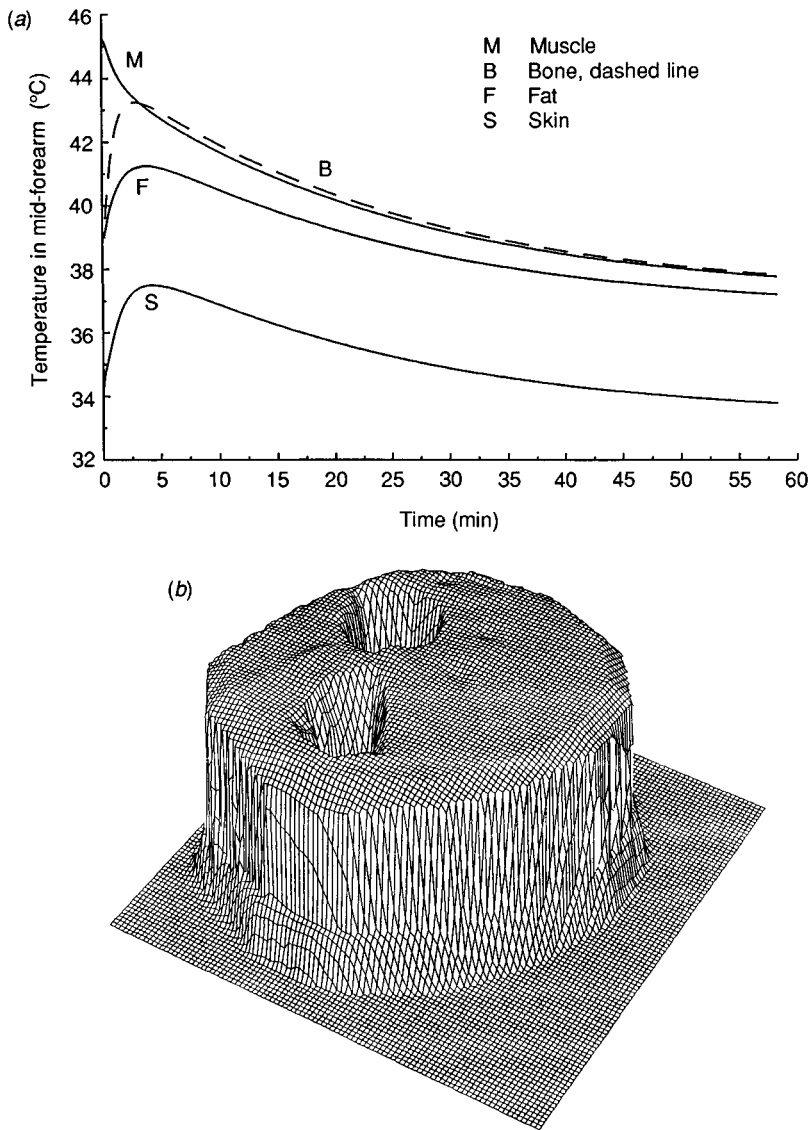 (a)
46
44
42
40
38
36
34
32
Temperature in mid-forearm (°C)
M
B
F
S
M Muscle
B Bone, dashed line
F Fat
S Skin
0 5 10 15 20 25 30 35 40 45 50 55 60
Time (min)
(b)